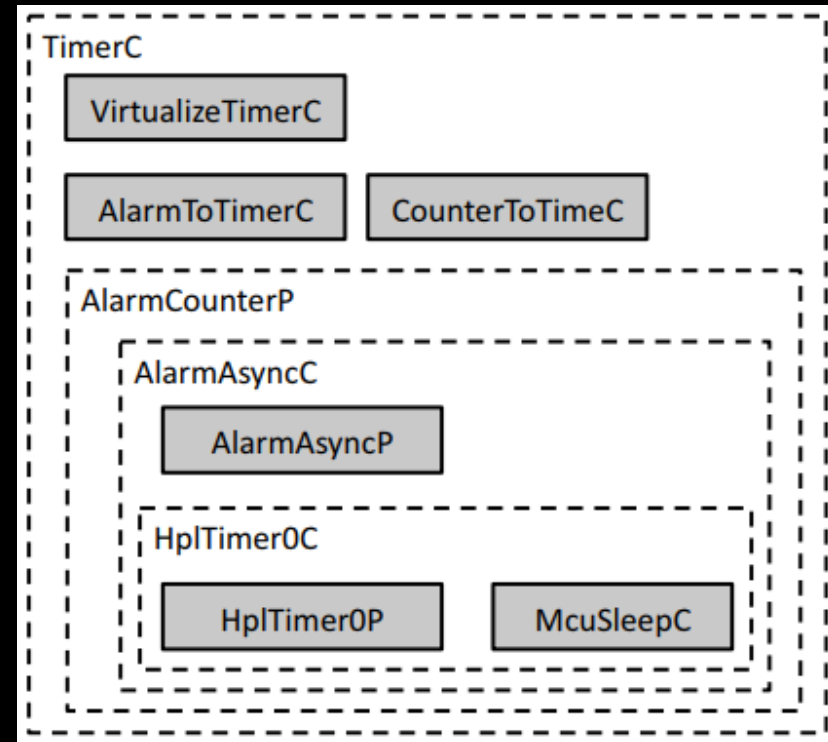 TimerC
VirtualizeTimerC
AlarmToTimerC
CounterToTimeC
AlarmCounterP
AlarmAsyncC
AlarmAsyncP
HplTimer0C
HplTimer0P
McuSleepC